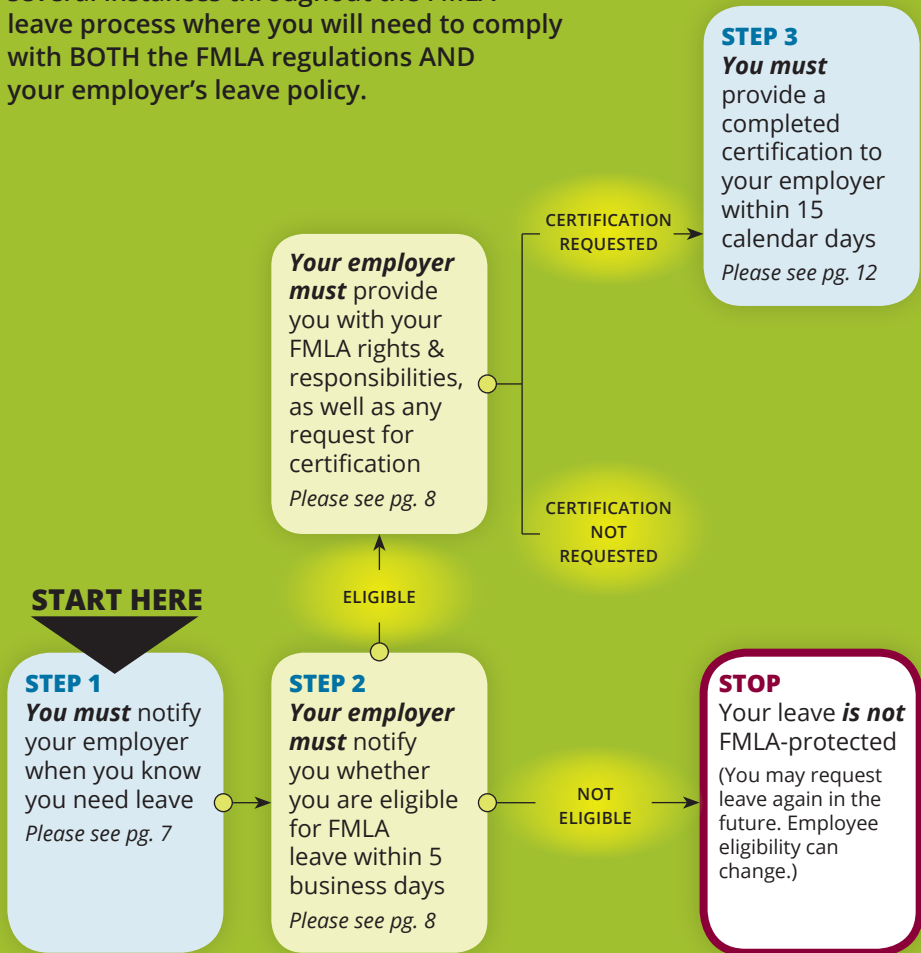 several instances throughout the FMLA
leave process where you will need to comply
with BOTH the FMLA regulations AND
your employer's leave policy.
STEP 3
You must
provide a
completed
certification to
your employer
within 15
calendar days
Please see pg. 12
CERTIFICATION
REQUESTED
Your employer
must provide
you with your
FMLA rights &
responsibilities,
as well as any
request for
certification
Please see pg. 8
CERTIFICATION
NOT
REQUESTED
ELIGIBLE
START HERE
STEP 1
You must notify
your employer
when you know
you need leave
Please see pg. 7
STEP 2
Your employer
must notify
you whether
you are eligible
for FMLA
leave within 5
business days
Please see pg. 8
NOT
ELIGIBLE
STOP
Your leave is not
FMLA-protected
(You may request
leave again in the
future. Employee
eligibility can
change.)